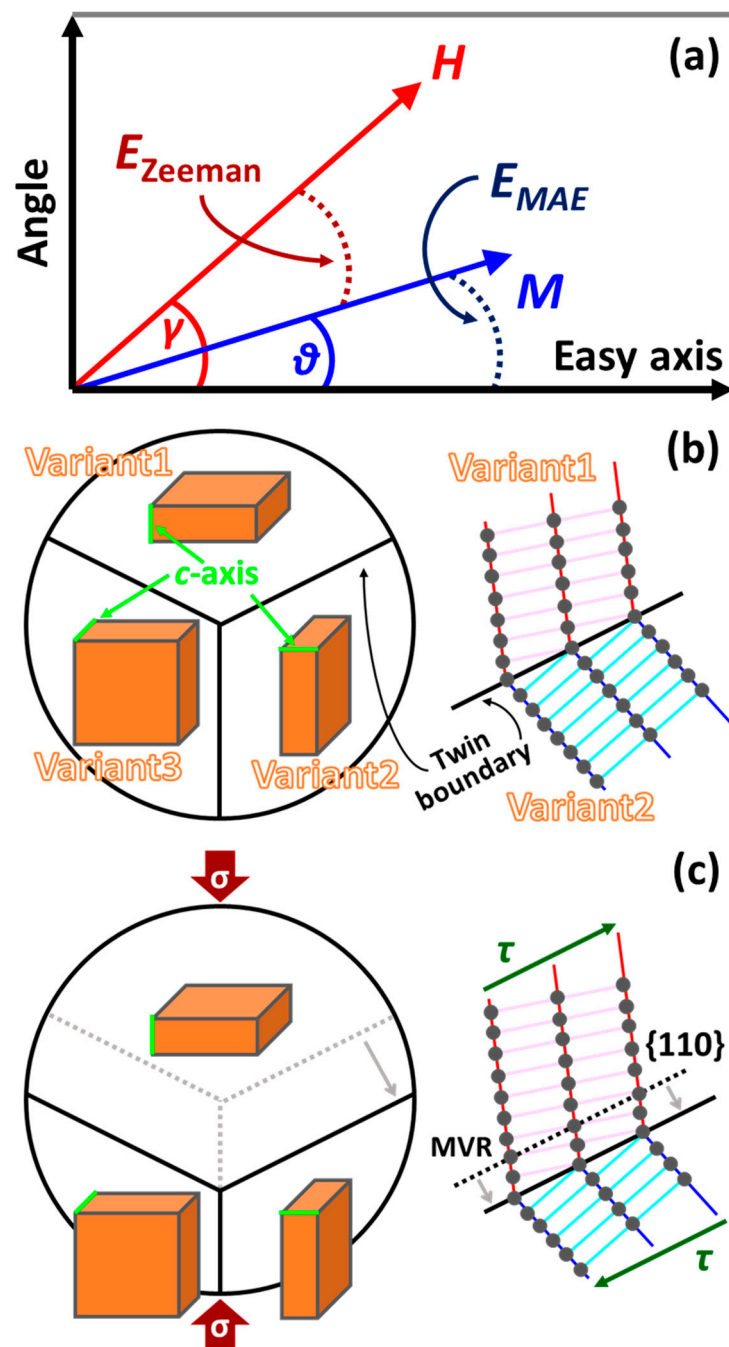 (a)
H
E_Zeeman
E_MAE
Angle
M
γ
ϑ
Easy axis
(b)
Variant1
Variant1
c-axis
Variant3
Variant2
Twin
boundary
Variant2
(c)
σ
τ
{110}
MVR
τ
σ